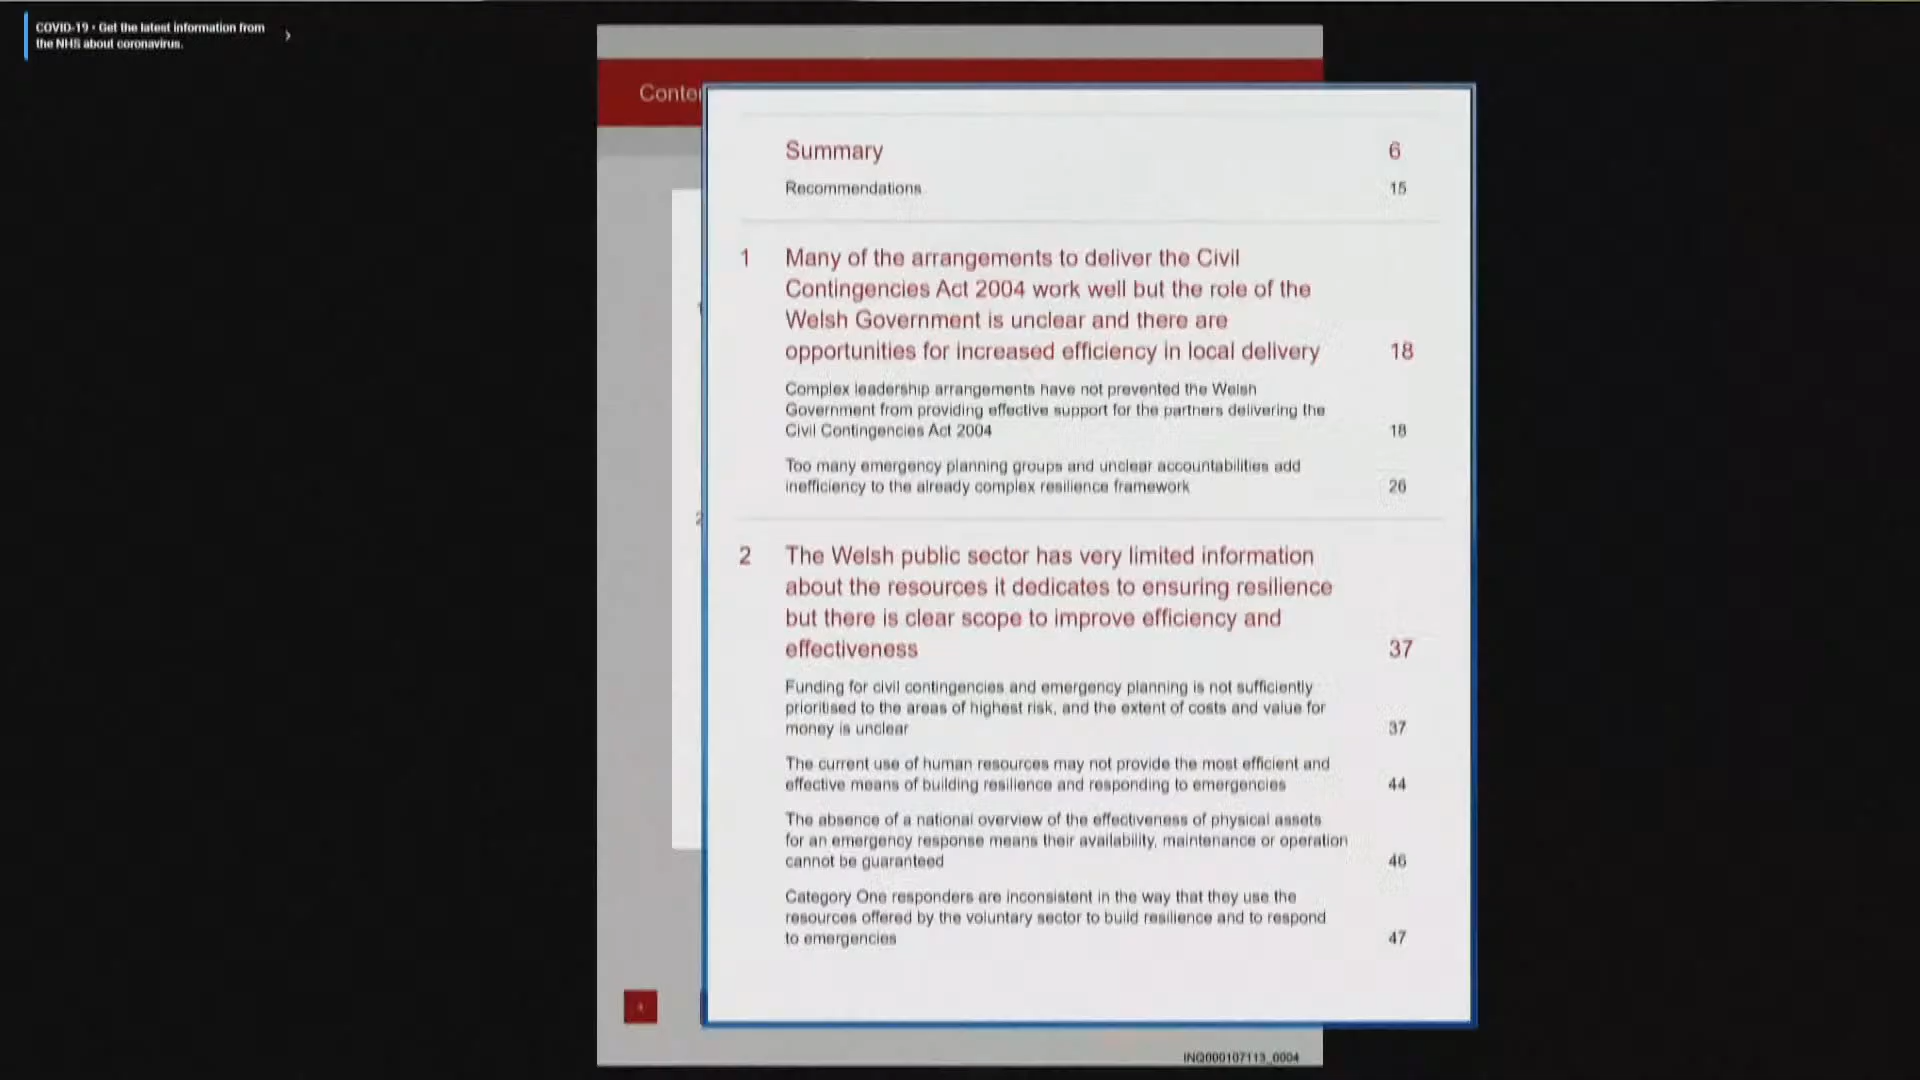 COVID-19 • Get the latest information from
the NHS about coronavirus.
Conte
Summary 6
Recommendations 15
1 Many of the arrangements to deliver the Civil
Contingencies Act 2004 work well but the role of the
Welsh Government is unclear and there are
opportunities for increased efficiency in local delivery 18
Complex leadership arrangements have not prevented the Welsh
Government from providing effective support for the partners delivering the
Civil Contingencies Act 2004 18
Too many emergency planning groups and unclear accountabilities add
inefficiency to the already complex resilience framework 26
2 The Welsh public sector has very limited information
about the resources it dedicates to ensuring resilience
but there is clear scope to improve efficiency and
effectiveness 37
Funding for civil contingencies and emergency planning is not sufficiently
prioritised to the areas of highest risk, and the extent of costs and value for
money is unclear 37
The current use of human resources may not provide the most efficient and
effective means of building resilience and responding to emergencies 44
The absence of a national overview of the effectiveness of physical assets
for an emergency response means their availability, maintenance or operation
cannot be guaranteed 46
Category One responders are inconsistent in the way that they use the
resources offered by the voluntary sector to build resilience and to respond
to emergencies 47
INQ000107113_0004